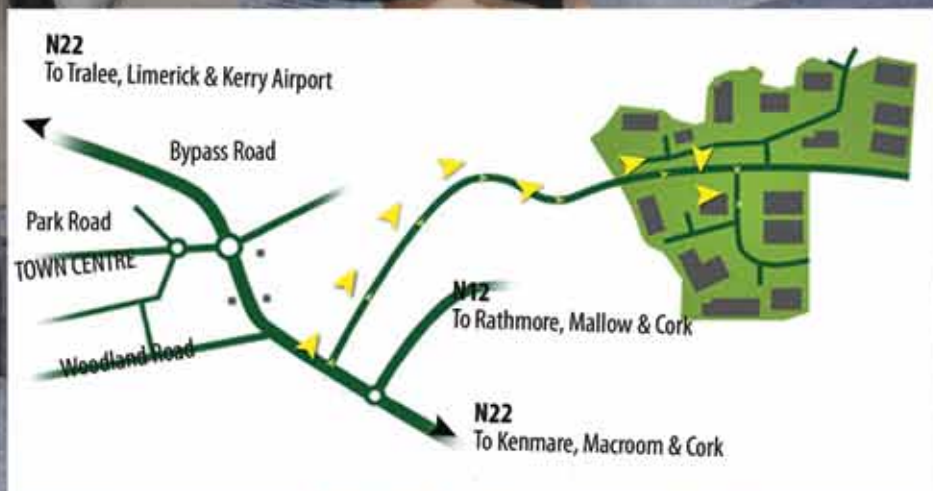 N22
To Tralee, Limerick & Kerry Airport
Bypass Road
Park Road
TOWN CENTRE
Woodland Road
N12
To Rathmore, Mallow & Cork
N22
To Kenmare, Macroom & Cork